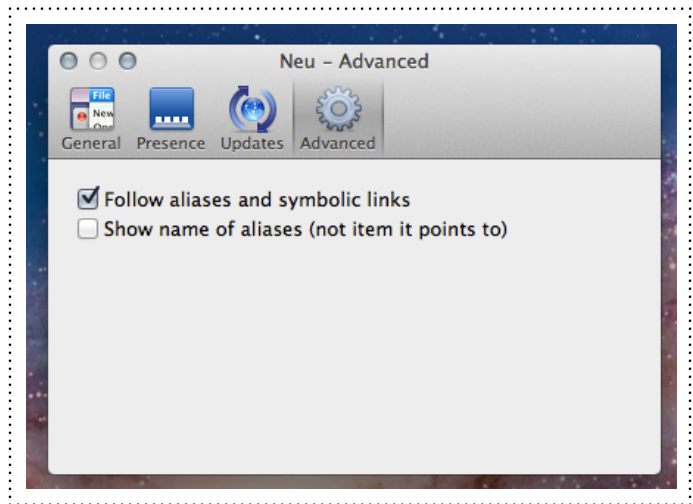 Neu – Advanced
File
New
General Presence Updates Advanced
Follow aliases and symbolic links
Show name of aliases (not item it points to)